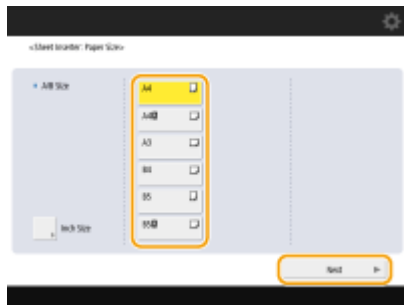 <Sheet Inserter: Paper Size>
A/B Size
A4
A4R
A3
B4
B5
B5R
Inch Size
Next